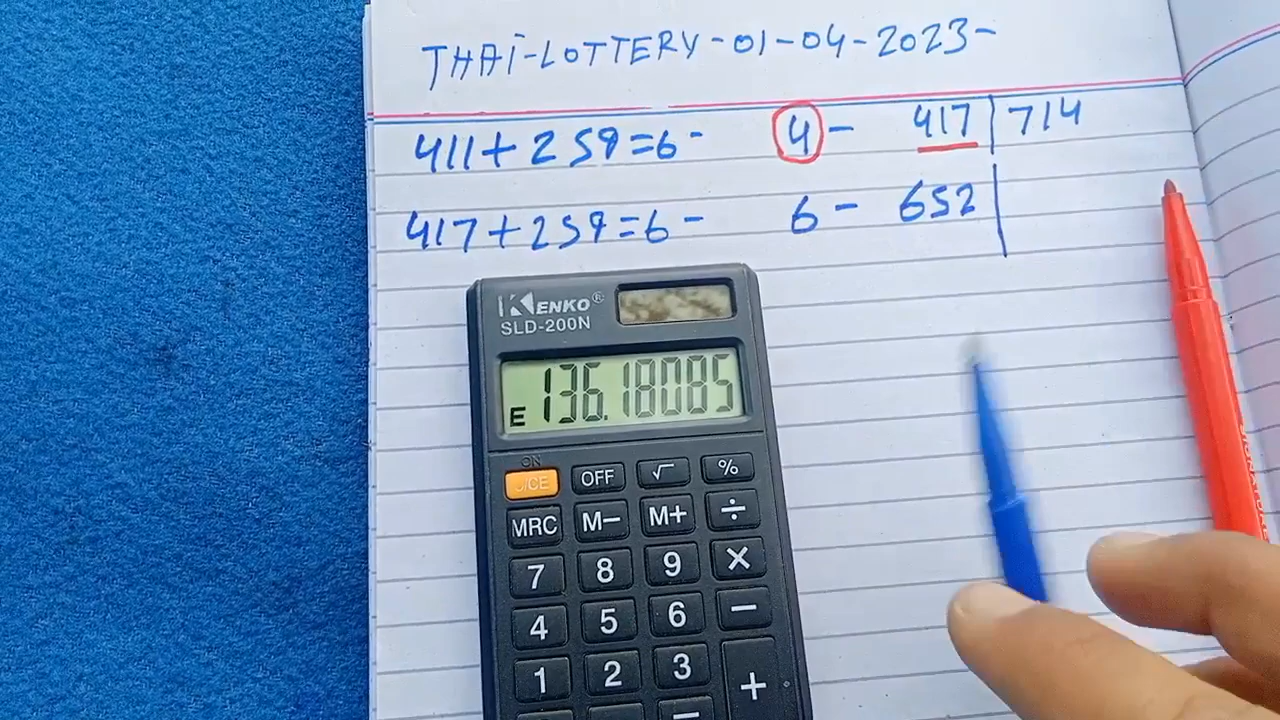 THAI-LOTTERY-01-04-2023-
411+259=6- 4- 417 | 714
417+259=6- 6- 652 |
KENKO®
SLD-200N
E 136.18085
ON
C/CE OFF √ %
MRC M− M+ ÷
7 8 9 ×
4 5 6 −
1 2 3 +